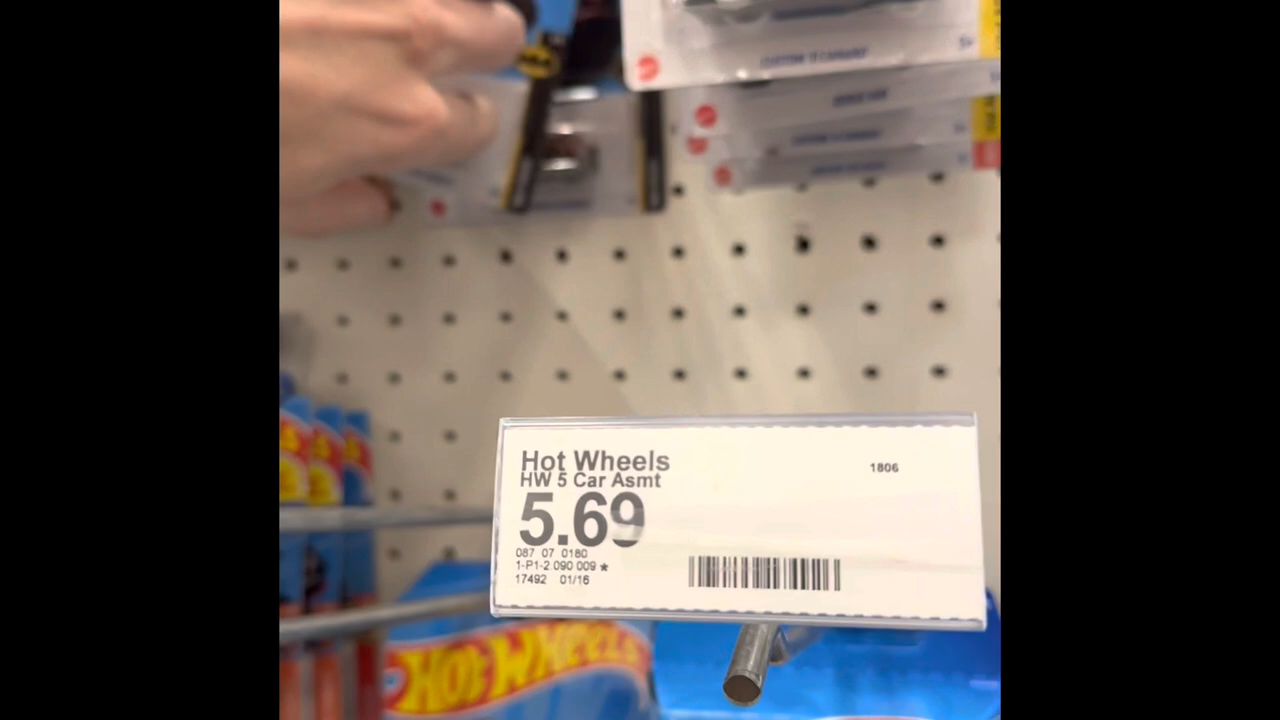 Hot Wheels
HW 5 Car Asmt
1806
5.69
087 07 0180
1-P1-2 090 009 ★
17492 01/16
HOT WHEELS